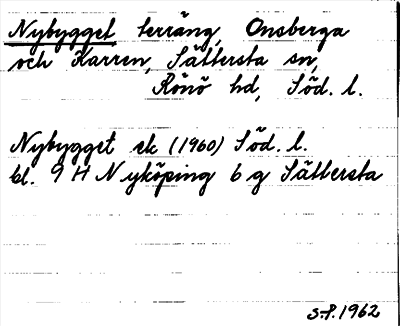 Nybygget, terräng, Onsberga
och Karren, Sättersta sn,
Rönö hd, Söd. l.
Nybygget ek (1960) Söd. l.
bl. 9 H Nyköping 6 g Sättersta
S.P. 1962